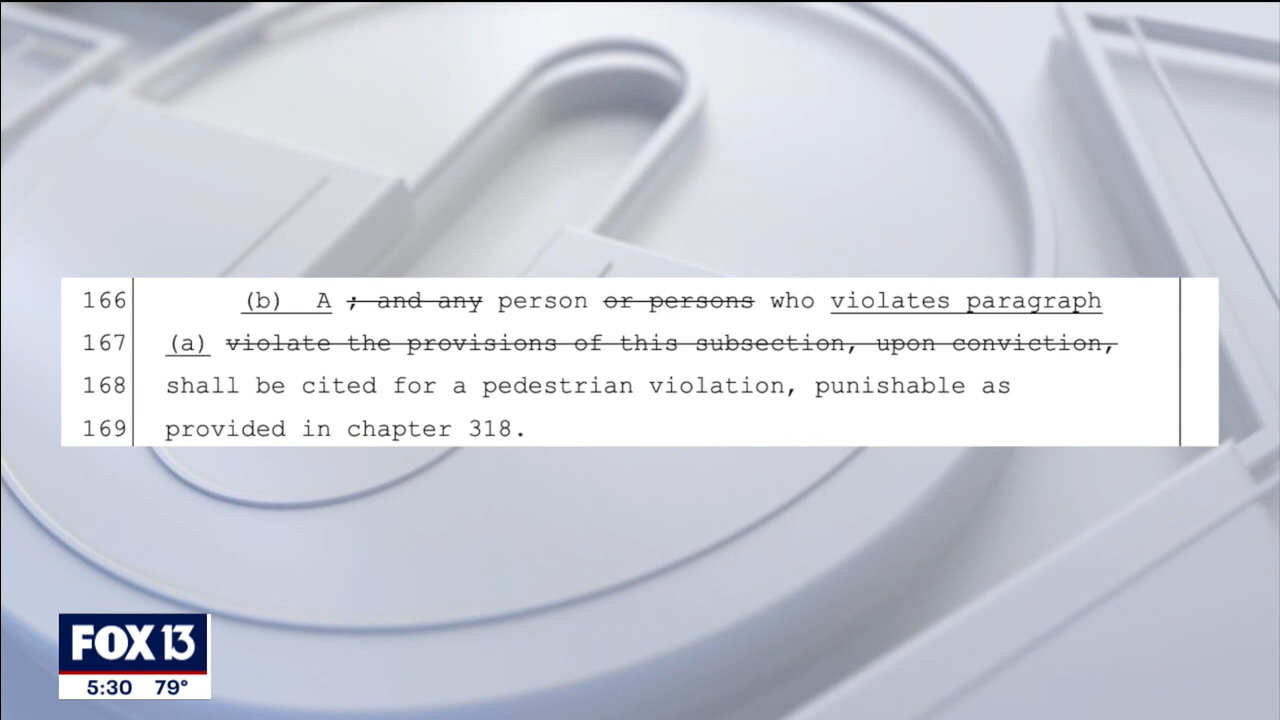 166 (b) A ; and any person or persons who violates paragraph
167 (a) violate the provisions of this subsection, upon conviction,
168 shall be cited for a pedestrian violation, punishable as
169 provided in chapter 318.
FOX 13
5:30 79°